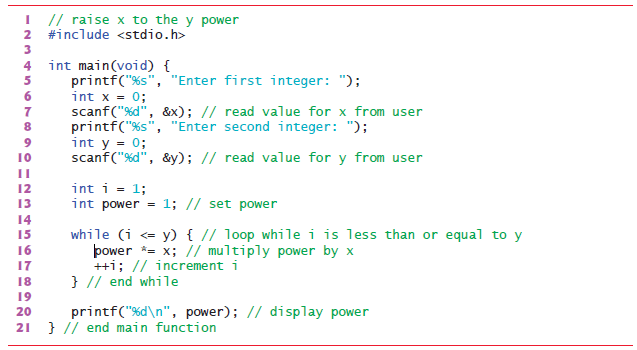 1 // raise x to the y power
2 #include <stdio.h>
3
4 int main(void) {
5    printf("%s", "Enter first integer: ");
6    int x = 0;
7    scanf("%d", &x); // read value for x from user
8    printf("%s", "Enter second integer: ");
9    int y = 0;
10    scanf("%d", &y); // read value for y from user
11
12    int i = 1;
13    int power = 1; // set power
14
15    while (i <= y) { // loop while i is less than or equal to y
16       power *= x; // multiply power by x
17       ++i; // increment i
18    } // end while
19
20    printf("%d\n", power); // display power
21 } // end main function